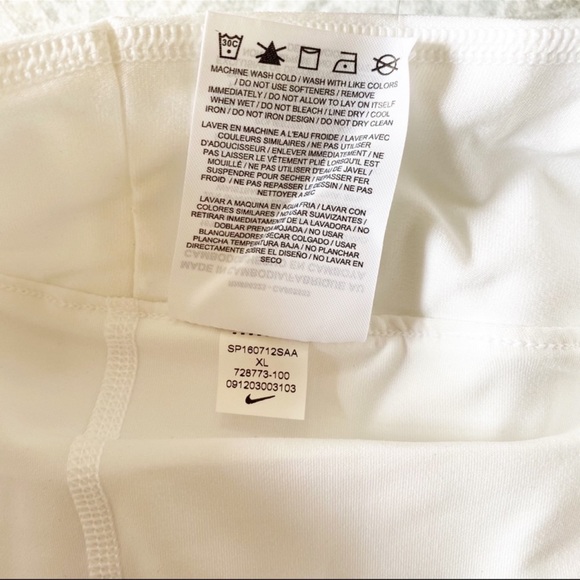 30C
MACHINE WASH COLD / WASH WITH LIKE COLORS
/ DO NOT USE SOFTENERS / REMOVE
IMMEDIATELY / DO NOT ALLOW TO LAY ON ITSELF
WHEN WET / DO NOT BLEACH / LINE DRY / COOL
IRON / DO NOT IRON DESIGN / DO NOT DRY CLEAN
LAVER EN MACHINE A L'EAU FROIDE / LAVER AVEC
COULEURS SIMILAIRES / NE PAS UTILISER
D'ADOUCISSEUR / ENLEVER IMMEDIATEMENT / NE
PAS LAISSER LE VÊTEMENT PLIÉ LORSQU'IL EST
MOUILLÉ / NE PAS UTILISER D'EAU DE JAVEL /
SUSPENDRE POUR SECHER / REPASSER FER
FROID / NE PAS REPASSER LE DESSIN / NE PAS
NETTOYER A SEC
LAVAR A MAQUINA EN AGUA FRIA / LAVAR CON
COLORES SIMILARES / NO USAR SUAVIZANTES /
RETIRAR INMEDIATAMENTE DE LA LAVADORA / NO
DOBLAR PRENDA MOJADA / NO USAR
BLANQUEADORES / SECAR COLGADO / USAR
PLANCHA TEMPERATURA BAJA / NO PLANCHAR
DIRECTAMENTE SOBRE EL DISEÑO / NO LAVAR EN
SECO
SP160712SAA
XL
728773-100
091203003103